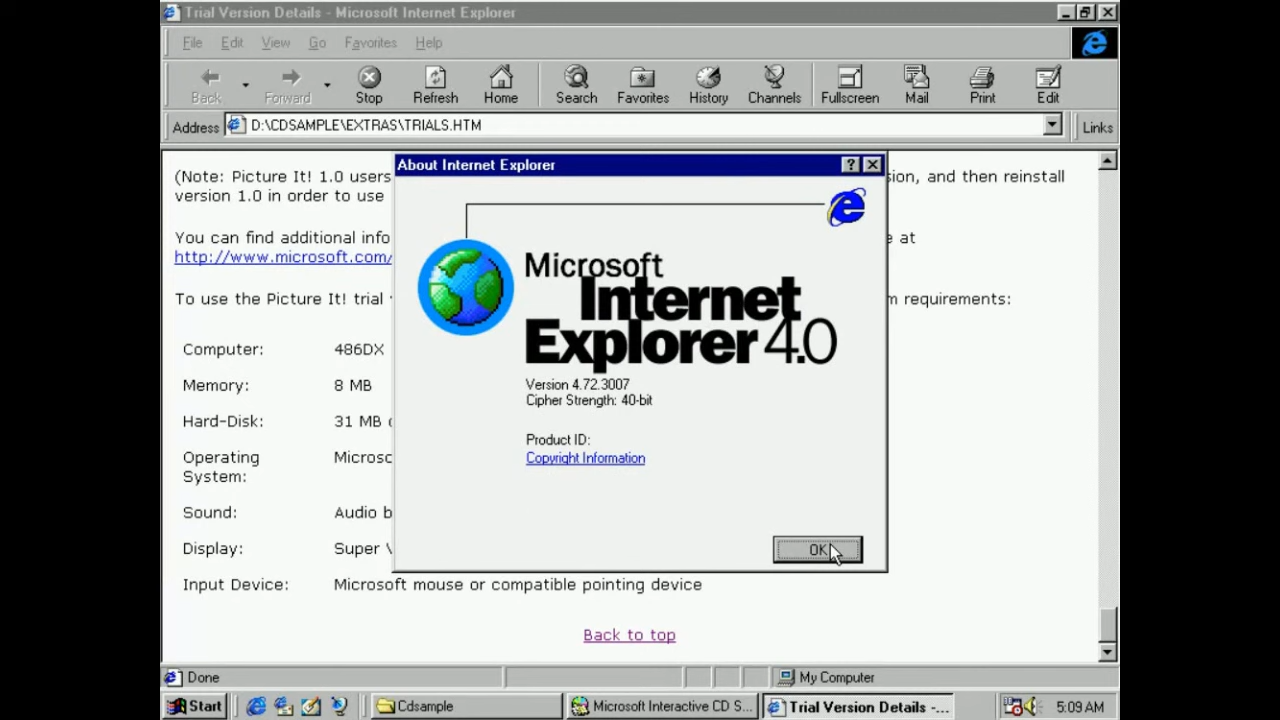 Trial Version Details - Microsoft Internet Explorer
File Edit View Go Favorites Help
Back Forward Stop Refresh Home Search Favorites History Channels Fullscreen Mail Print Edit
Address D:\CDSAMPLE\EXTRAS\TRIALS.HTM Links
About Internet Explorer
(Note: Picture It! 1.0 users and then reinstall
version 1.0 in order to use
You can find additional at
http://www.microsoft.com/
To use the Picture It! trial requirements:
Microsoft
Internet
Explorer 4.0
Version 4.72.3007
Cipher Strength: 40-bit
Product ID:
Copyright Information
OK
Computer: 486DX
Memory: 8 MB
Hard-Disk: 31 MB
Operating
System:
Sound: Audio
Display: Super
Input Device: Microsoft mouse or compatible pointing device
Back to top
Done My Computer
Start Cdsample Microsoft Interactive CD S... Trial Version Details -... 5:09 AM